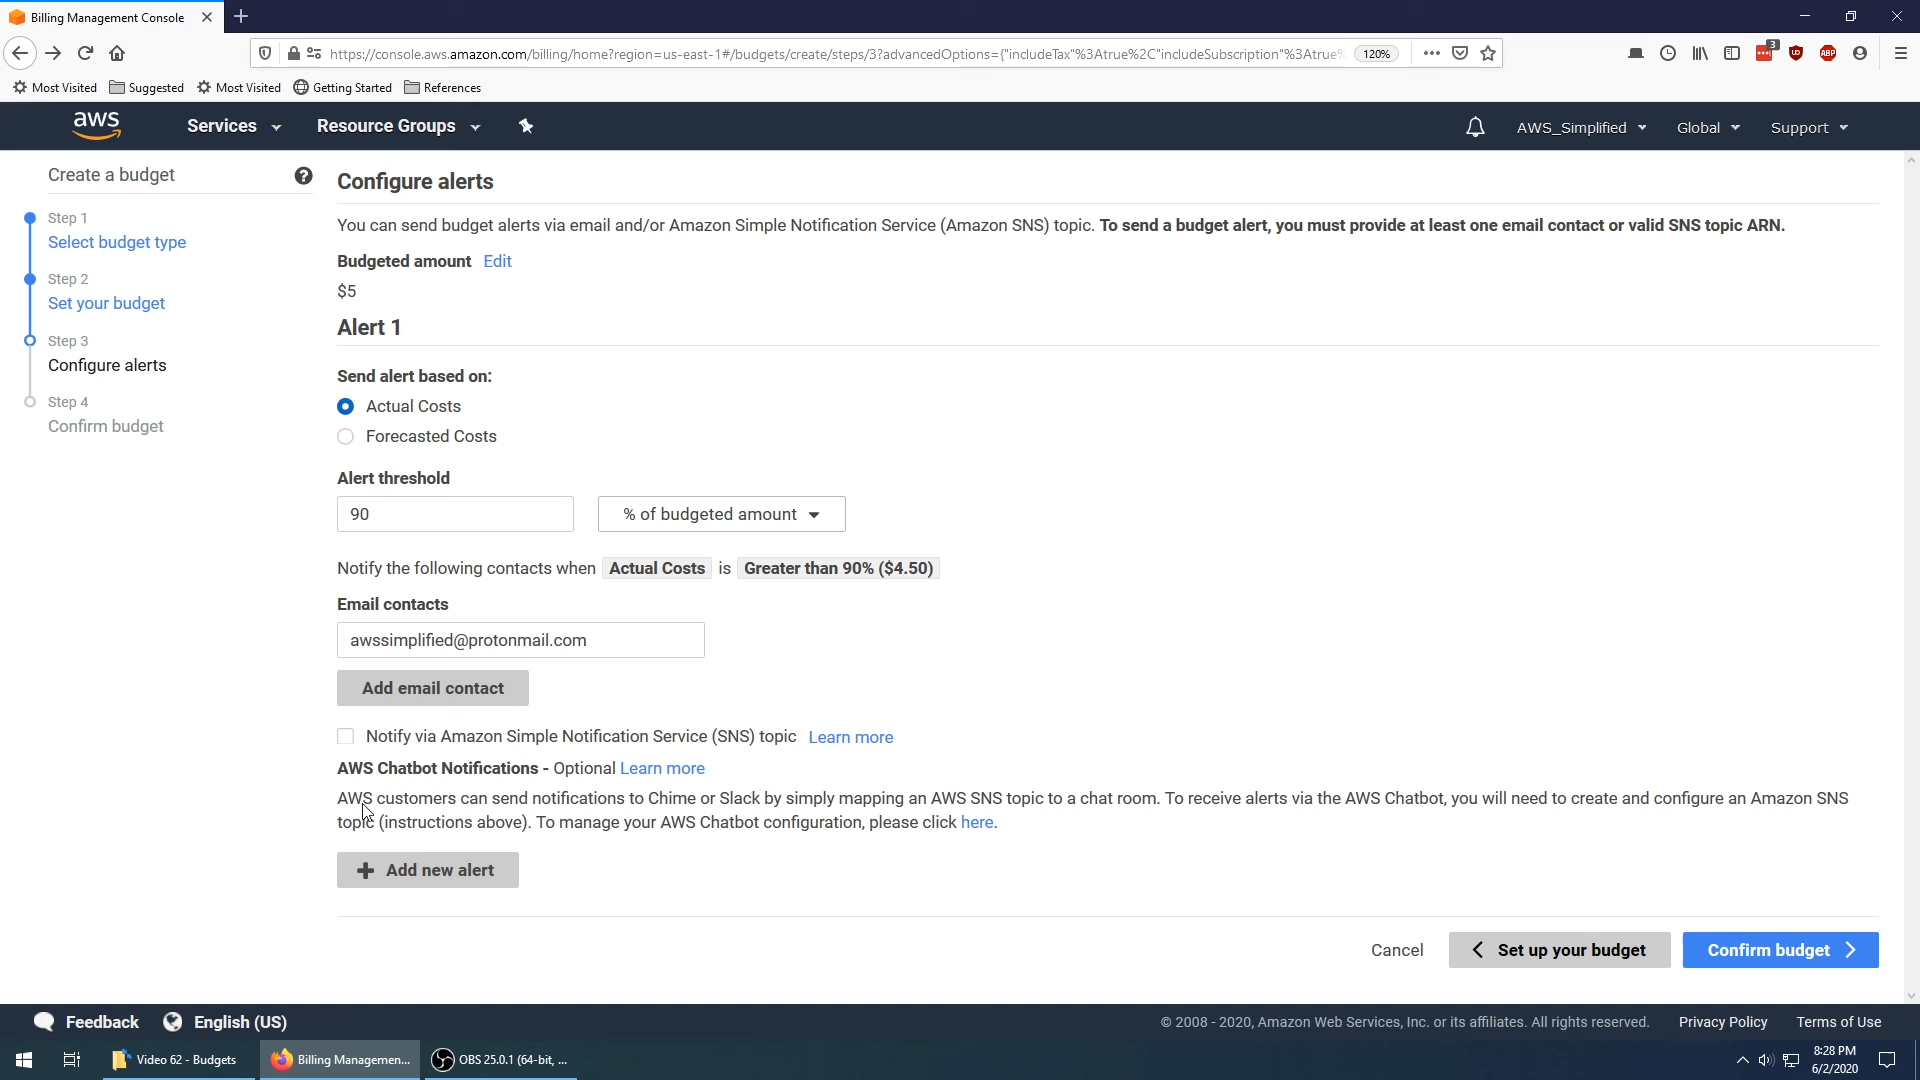 Billing Management Console
https://console.aws.amazon.com/billing/home?region=us-east-1#/budgets/create/steps/3?advancedOptions={"includeTax"%3Atrue%2C"includeSubscription"%3Atrue%
120%
3
ABP
Most Visited
Suggested
Most Visited
Getting Started
References
aws
Services
Resource Groups
AWS_Simplified
Global
Support
Create a budget
Step 1
Select budget type
Step 2
Set your budget
Step 3
Configure alerts
Step 4
Confirm budget
Configure alerts
You can send budget alerts via email and/or Amazon Simple Notification Service (Amazon SNS) topic. To send a budget alert, you must provide at least one email contact or valid SNS topic ARN.
Budgeted amount Edit
$5
Alert 1
Send alert based on:
Actual Costs
Forecasted Costs
Alert threshold
90
% of budgeted amount
Notify the following contacts when Actual Costs is Greater than 90% ($4.50)
Email contacts
awssimplified@protonmail.com
Add email contact
Notify via Amazon Simple Notification Service (SNS) topic Learn more
AWS Chatbot Notifications - Optional Learn more
AWS customers can send notifications to Chime or Slack by simply mapping an AWS SNS topic to a chat room. To receive alerts via the AWS Chatbot, you will need to create and configure an Amazon SNS
topic (instructions above). To manage your AWS Chatbot configuration, please click here.
Add new alert
Cancel
Set up your budget
Confirm budget
Feedback
English (US)
© 2008 - 2020, Amazon Web Services, Inc. or its affiliates. All rights reserved.
Privacy Policy
Terms of Use
Video 62 - Budgets
Billing Managemen...
OBS 25.0.1 (64-bit, ...
8:28 PM
6/2/2020